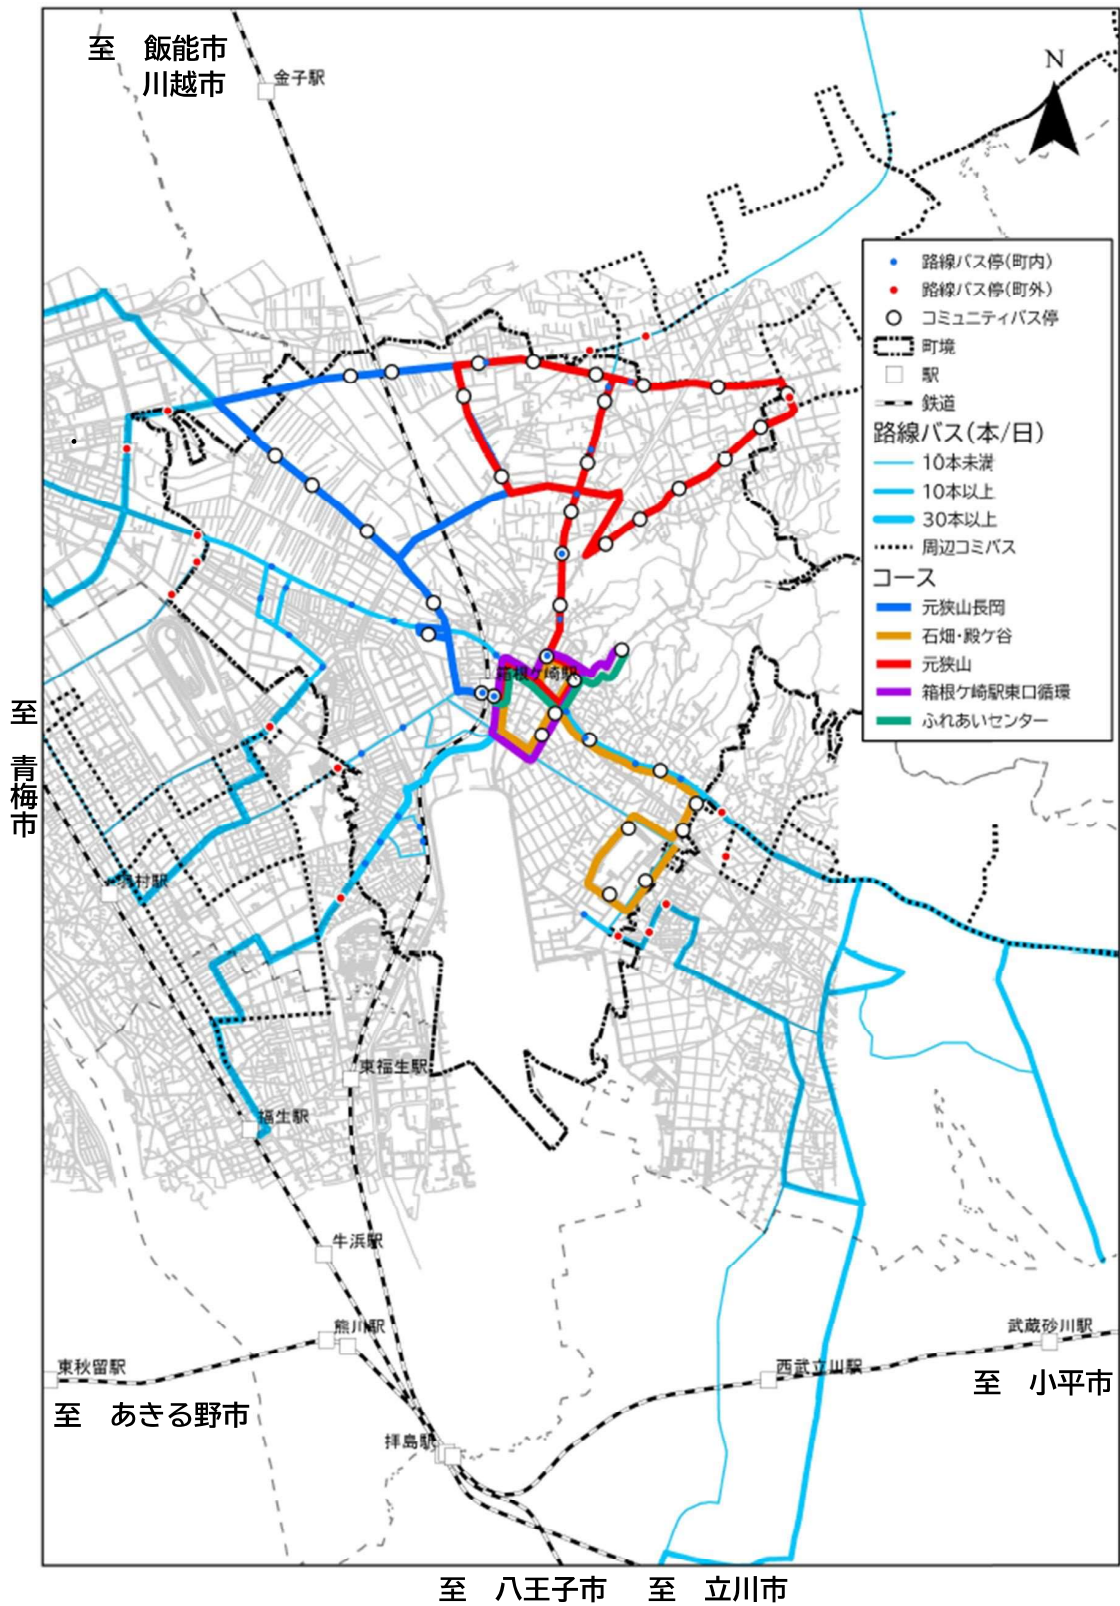 至　飯能市
川越市
金子駅
N
路線バス停(町内)
路線バス停(町外)
コミュニティバス停
町境
駅
鉄道
路線バス(本/日)
10本未満
10本以上
30本以上
周辺コミバス
コース
元狭山長岡
石畑・殿ケ谷
元狭山
箱根ケ崎駅東口循環
ふれあいセンター
箱根ケ崎駅
至　青梅市
羽村駅
東福生駅
福生駅
牛浜駅
熊川駅
武蔵砂川駅
東秋留駅
西武立川駅
至　小平市
至　あきる野市
拝島駅
至　八王子市
至　立川市